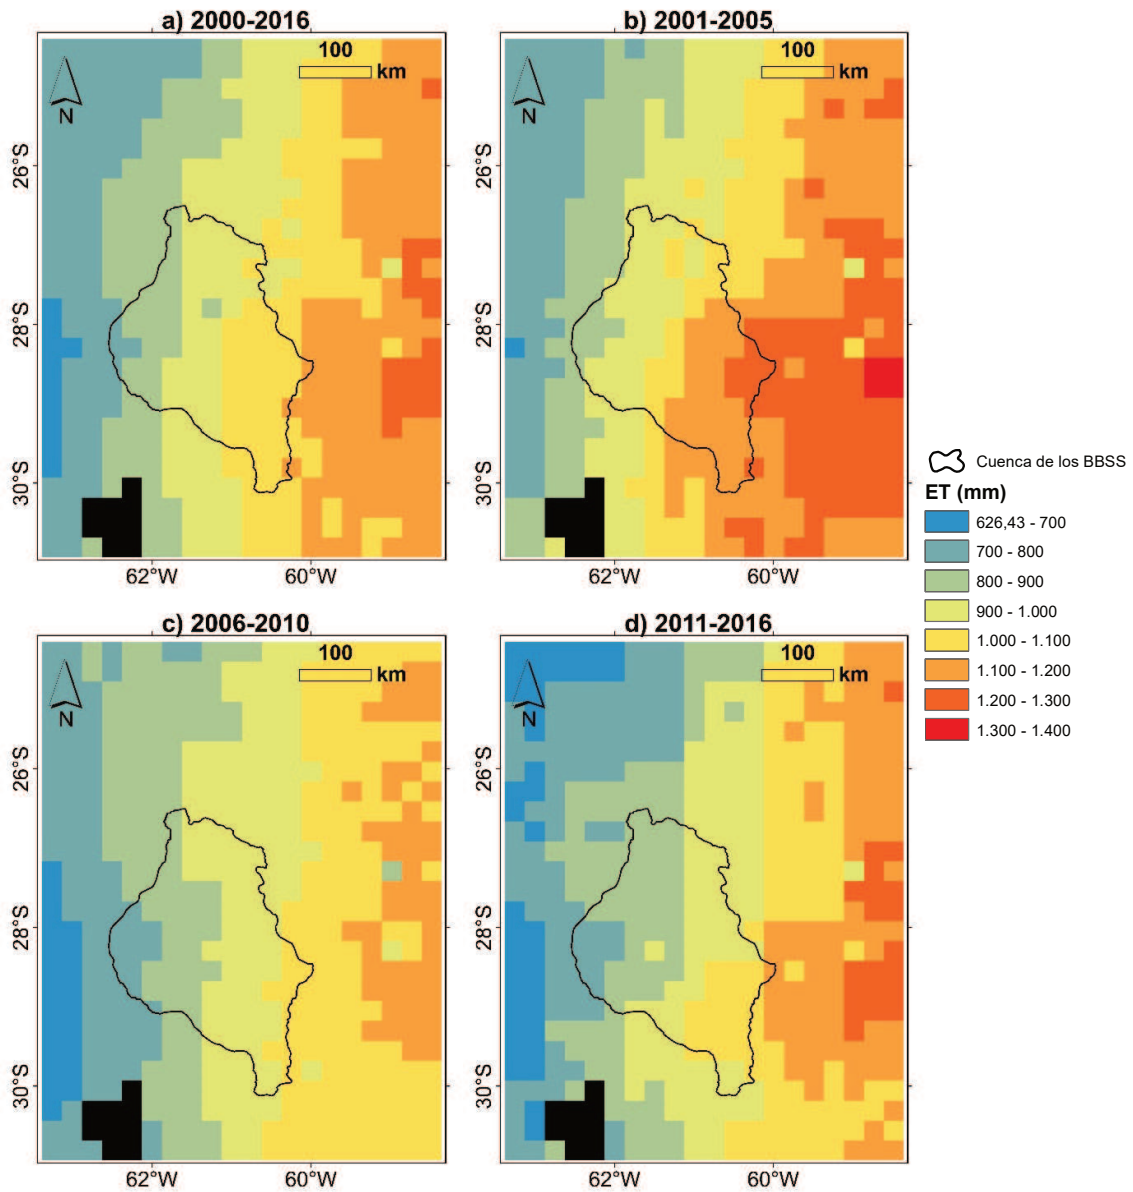 a) 2000-2016
100
km
N
26°S
28°S
30°S
62°W
60°W
b) 2001-2005
100
km
N
26°S
28°S
30°S
62°W
60°W
c) 2006-2010
100
km
N
26°S
28°S
30°S
62°W
60°W
d) 2011-2016
100
km
N
26°S
28°S
30°S
62°W
60°W
Cuenca de los BBSS
ET (mm)
626,43 - 700
700 - 800
800 - 900
900 - 1.000
1.000 - 1.100
1.100 - 1.200
1.200 - 1.300
1.300 - 1.400